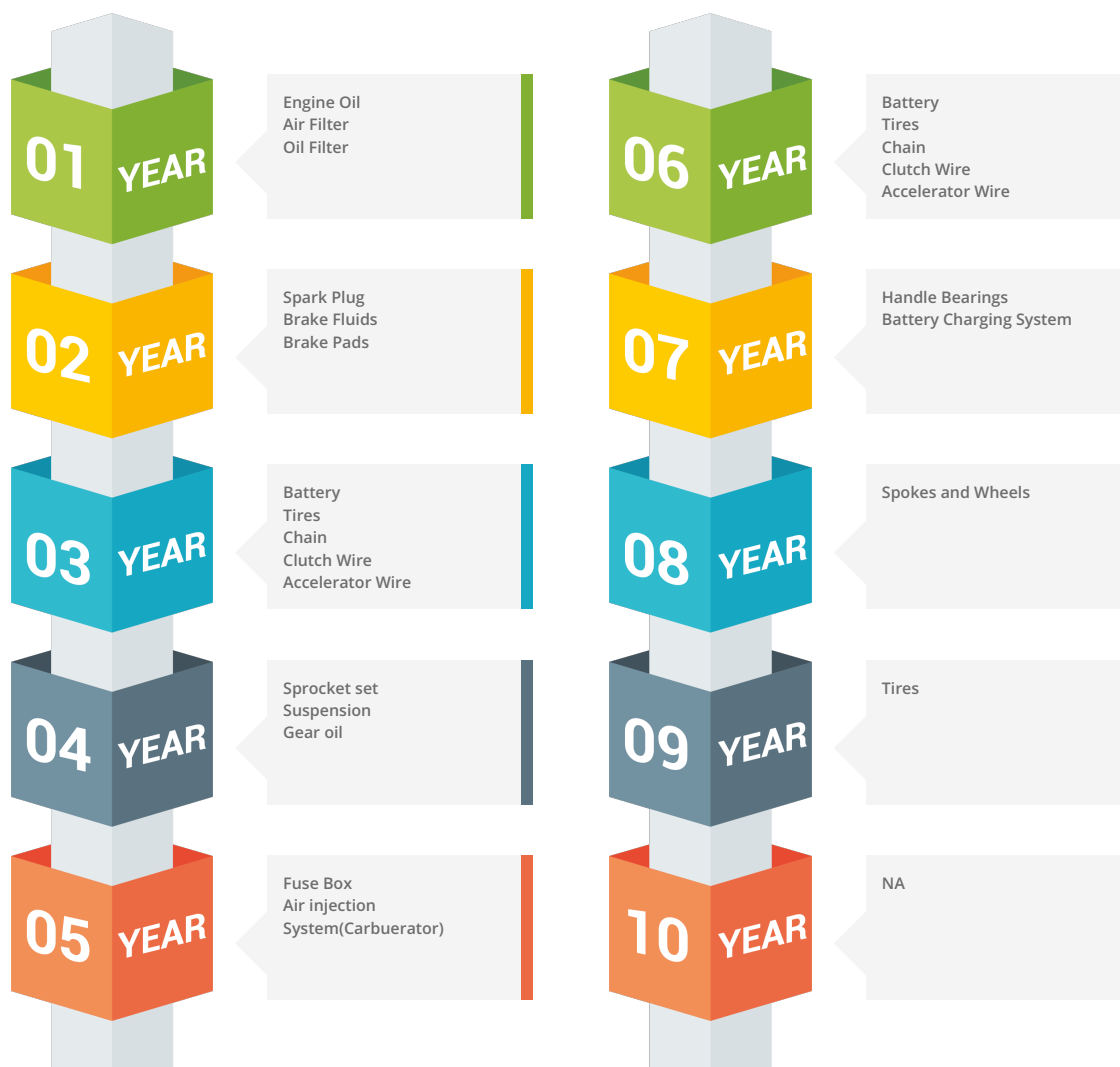 01 YEAR
Engine Oil
Air Filter
Oil Filter
02 YEAR
Spark Plug
Brake Fluids
Brake Pads
03 YEAR
Battery
Tires
Chain
Clutch Wire
Accelerator Wire
04 YEAR
Sprocket set
Suspension
Gear oil
05 YEAR
Fuse Box
Air injection
System(Carbuerator)
06 YEAR
Battery
Tires
Chain
Clutch Wire
Accelerator Wire
07 YEAR
Handle Bearings
Battery Charging System
08 YEAR
Spokes and Wheels
09 YEAR
Tires
10 YEAR
NA